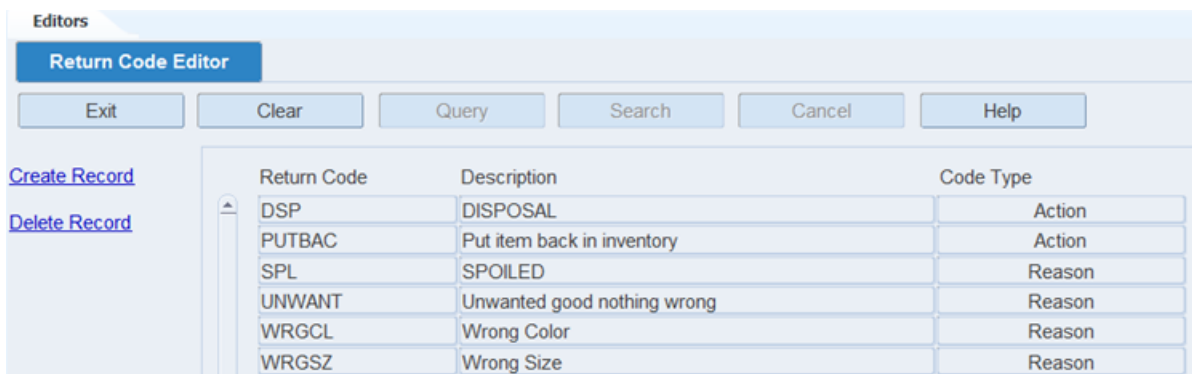 Editors
Return Code Editor
Exit Clear Query Search Cancel Help
Create Record
Delete Record
Return Code Description Code Type
DSP DISPOSAL Action
PUTBAC Put item back in inventory Action
SPL SPOILED Reason
UNWANT Unwanted good nothing wrong Reason
WRGCL Wrong Color Reason
WRGSZ Wrong Size Reason